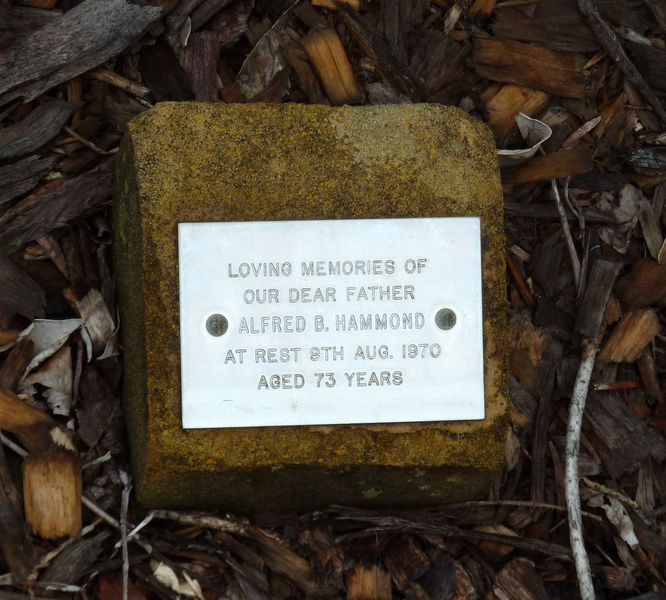 LOVING MEMORIES OF
OUR DEAR FATHER
ALFRED B. HAMMOND
AT REST 9TH AUG. 1970
AGED 73 YEARS